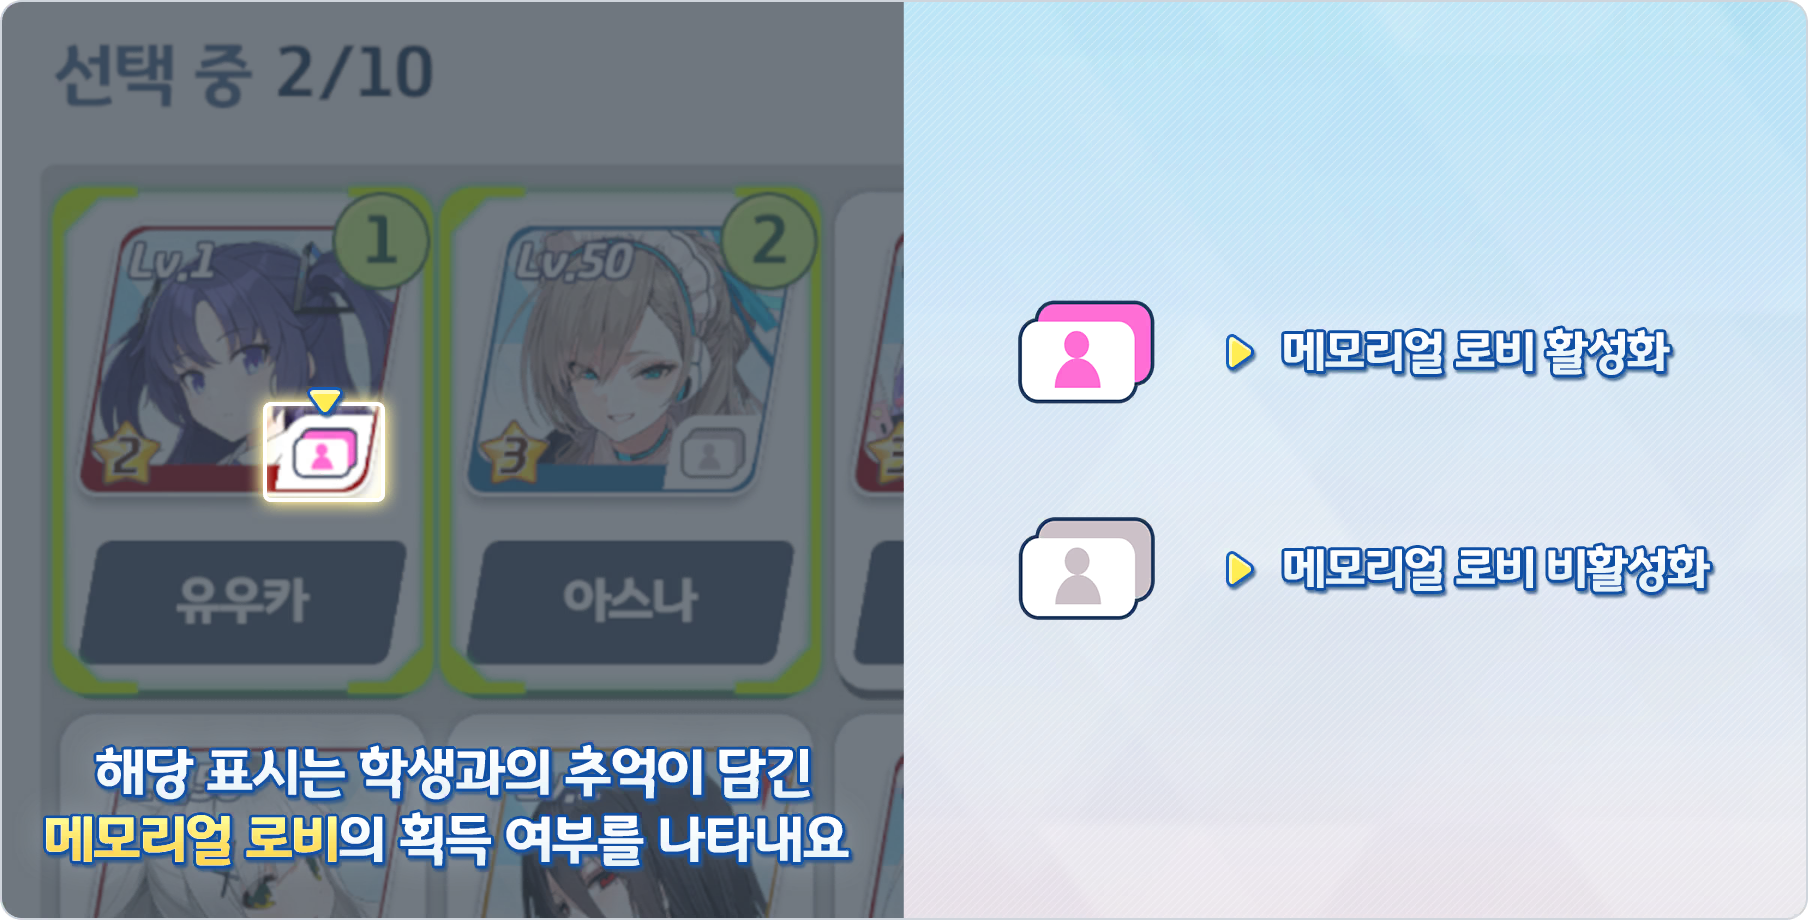 선택 중 2/10
Lv.1
1
2
유우카
Lv.50
2
3
아스나
해당 표시는 학생과의 추억이 담긴
메모리얼 로비의 획득 여부를 나타내요
메모리얼 로비 활성화
메모리얼 로비 비활성화